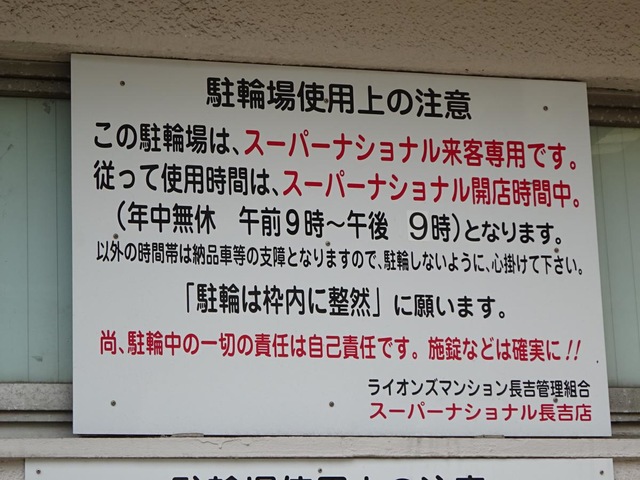 駐輪場使用上の注意
この駐輪場は、スーパーナショナル来客専用です。
従って使用時間は、スーパーナショナル開店時間中。
（年中無休　午前９時～午後　９時）となります。
以外の時間帯は納品車等の支障となりますので、駐輪しないように、心掛けて下さい。
「駐輪は枠内に整然」に願います。
尚、駐輪中の一切の責任は自己責任です。施錠などは確実に!!
ライオンズマンション長吉管理組合
スーパーナショナル長吉店
駐輪場使用上の注意